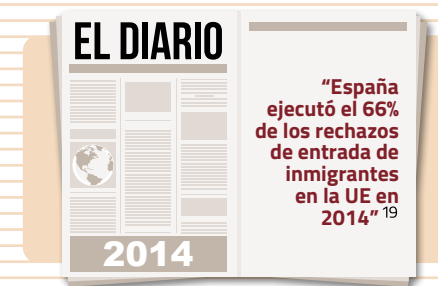 EL DIARIO
2014
“España
ejecutó el 66%
de los rechazos
de entrada de
inmigrantes
en la UE en
2014” 19